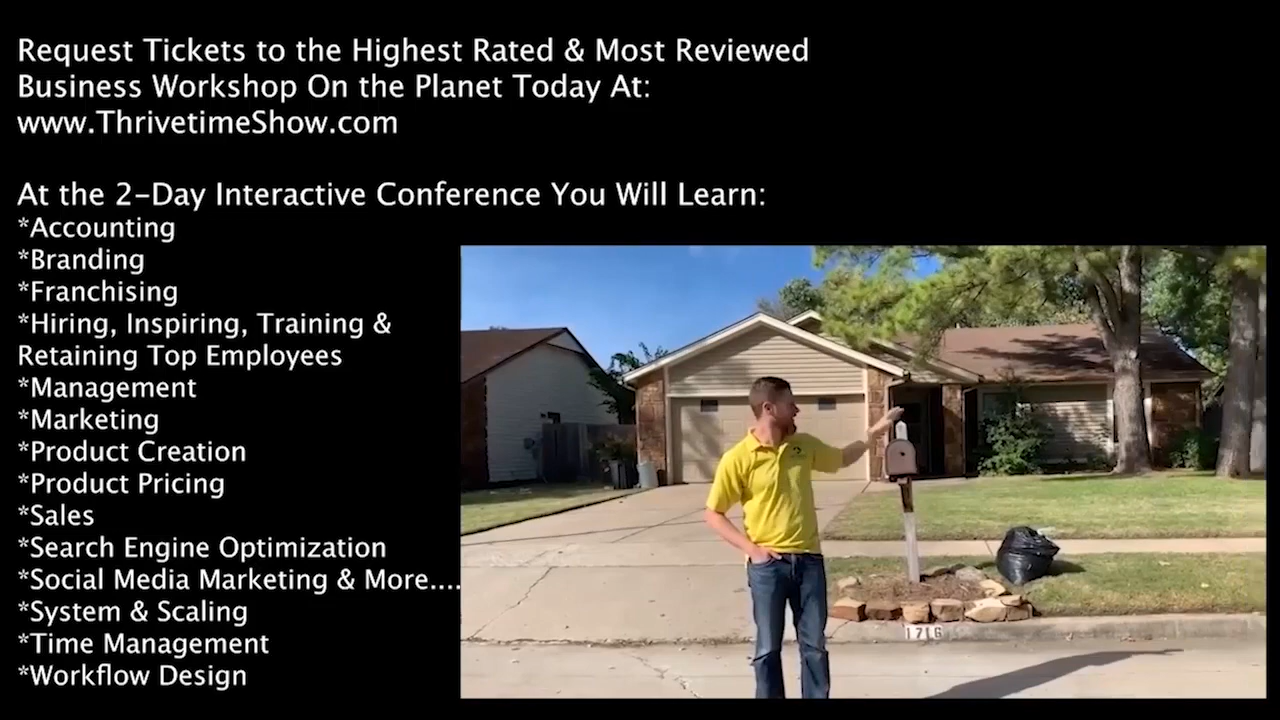 Request Tickets to the Highest Rated & Most Reviewed
Business Workshop On the Planet Today At:
www.ThrivetimeShow.com
At the 2-Day Interactive Conference You Will Learn:
*Accounting
*Branding
*Franchising
*Hiring, Inspiring, Training &
Retaining Top Employees
*Management
*Marketing
*Product Creation
*Product Pricing
*Sales
*Search Engine Optimization
*Social Media Marketing & More....
*System & Scaling
*Time Management
*Workflow Design
1716